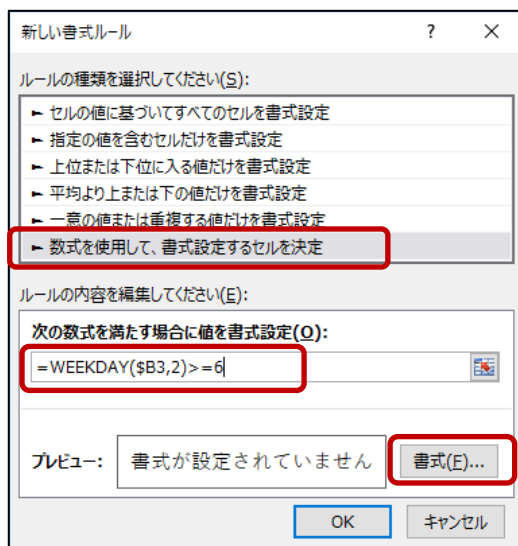 新しい書式ルール ? ×
ルールの種類を選択してください(S):
► セルの値に基づいてすべてのセルを書式設定
► 指定の値を含むセルだけを書式設定
► 上位または下位に入る値だけを書式設定
► 平均より上または下の値だけを書式設定
► 一意の値または重複する値だけを書式設定
► 数式を使用して、書式設定するセルを決定
ルールの内容を編集してください(E):
次の数式を満たす場合に値を書式設定(O):
=WEEKDAY($B3,2)>=6
プレビュー: 書式が設定されていません 書式(F)...
OK キャンセル